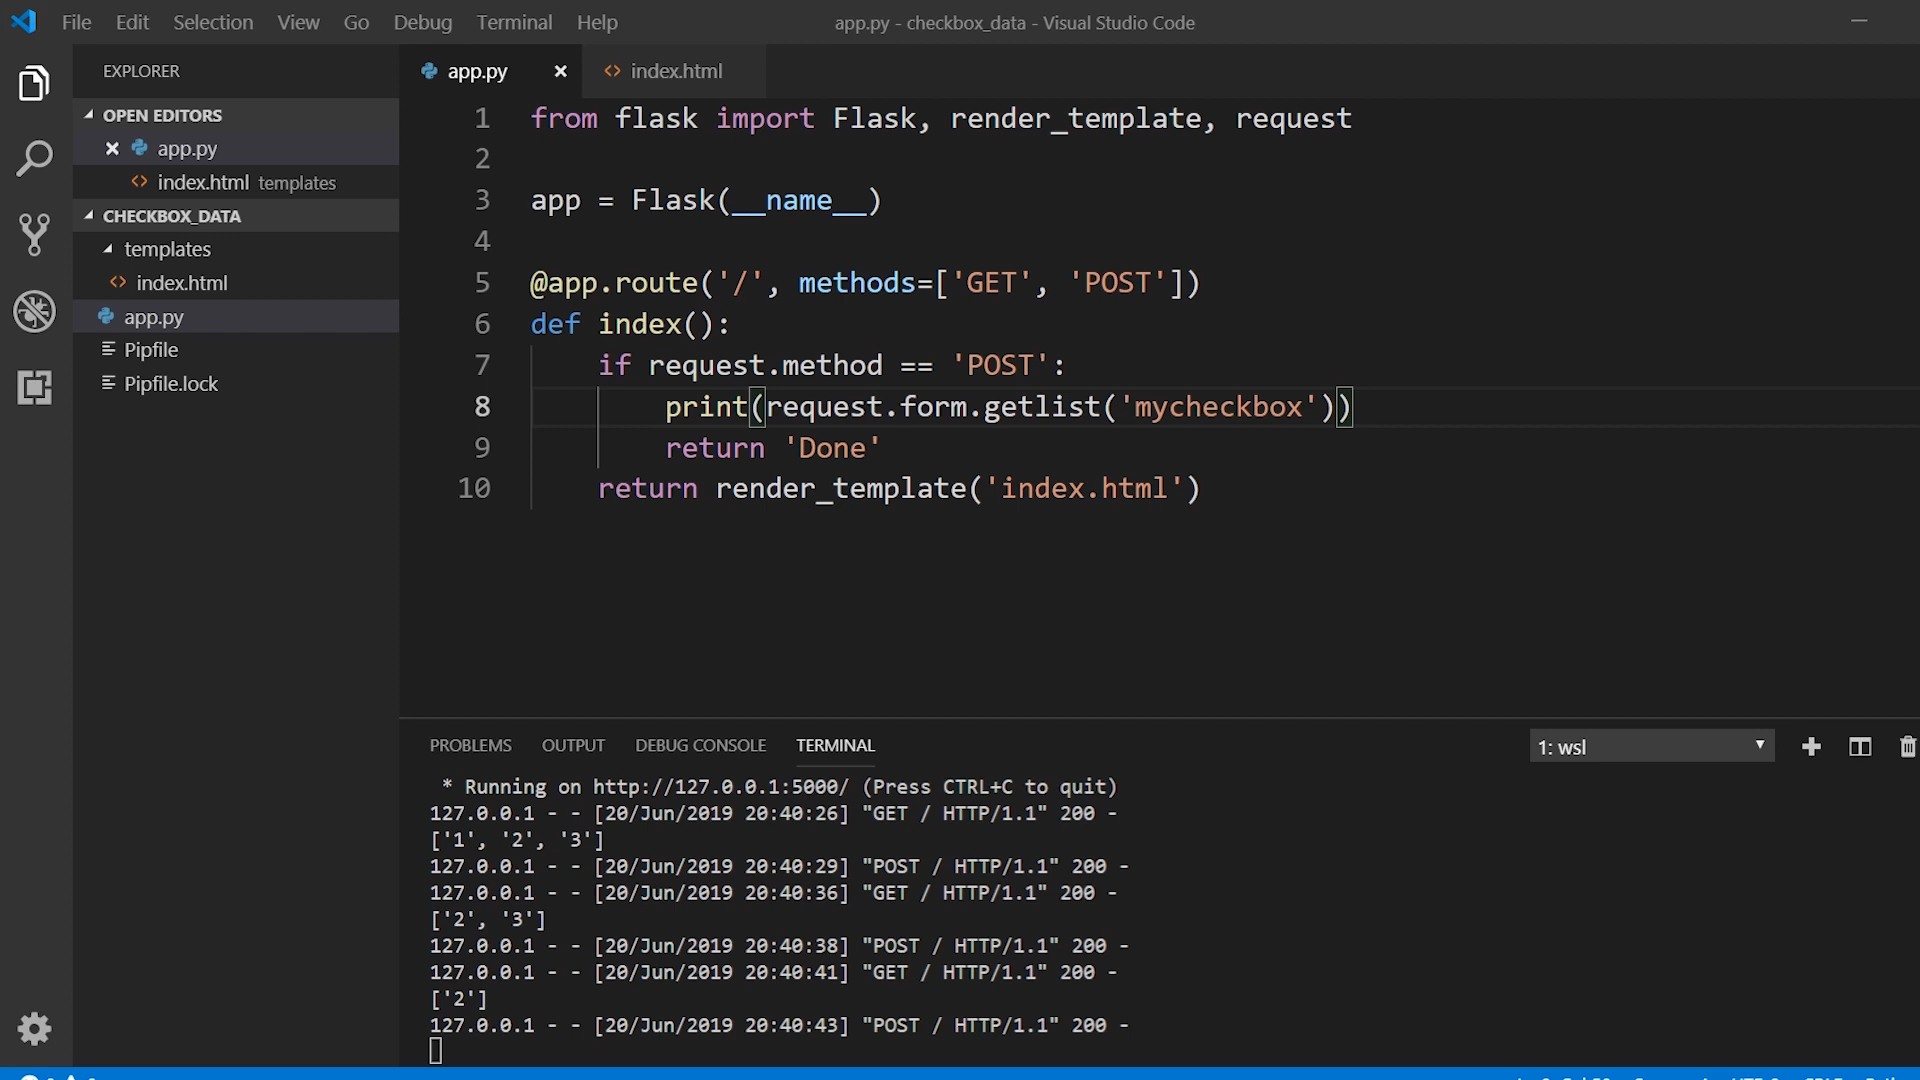 File Edit Selection View Go Debug Terminal Help
app.py - checkbox_data - Visual Studio Code
EXPLORER
OPEN EDITORS
app.py
index.html templates
CHECKBOX_DATA
templates
index.html
app.py
Pipfile
Pipfile.lock
app.py index.html
1 from flask import Flask, render_template, request
2
3 app = Flask(__name__)
4
5 @app.route('/', methods=['GET', 'POST'])
6 def index():
7 if request.method == 'POST':
8 print(request.form.getlist('mycheckbox'))
9 return 'Done'
10 return render_template('index.html')
PROBLEMS OUTPUT DEBUG CONSOLE TERMINAL
1: wsl
* Running on http://127.0.0.1:5000/ (Press CTRL+C to quit)
127.0.0.1 - - [20/Jun/2019 20:40:26] "GET / HTTP/1.1" 200 -
['1', '2', '3']
127.0.0.1 - - [20/Jun/2019 20:40:29] "POST / HTTP/1.1" 200 -
127.0.0.1 - - [20/Jun/2019 20:40:36] "GET / HTTP/1.1" 200 -
['2', '3']
127.0.0.1 - - [20/Jun/2019 20:40:38] "POST / HTTP/1.1" 200 -
127.0.0.1 - - [20/Jun/2019 20:40:41] "GET / HTTP/1.1" 200 -
['2']
127.0.0.1 - - [20/Jun/2019 20:40:43] "POST / HTTP/1.1" 200 -